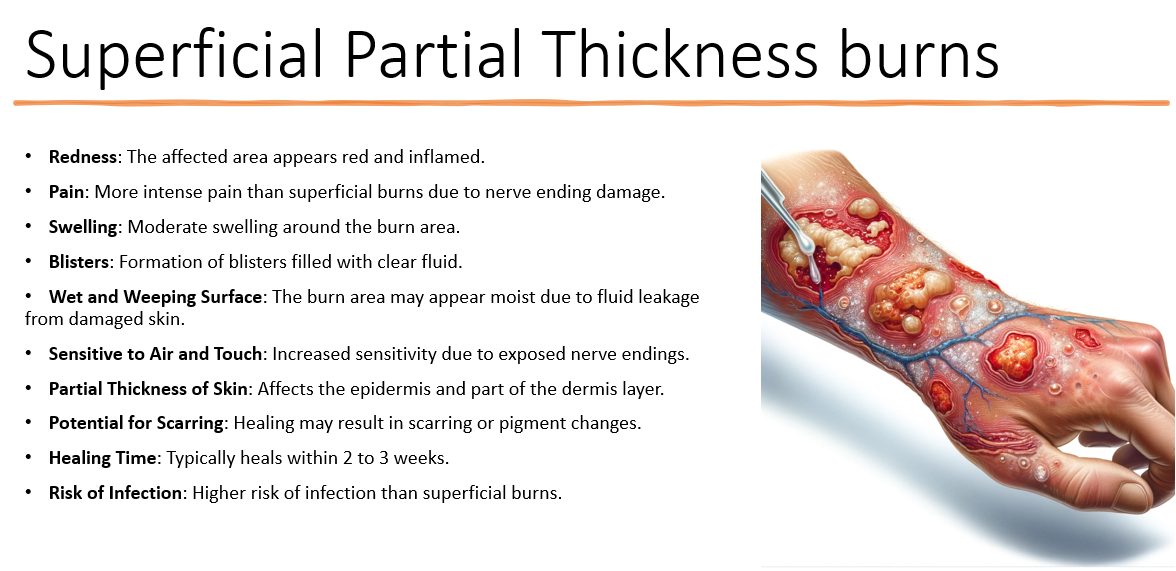 Superficial Partial Thickness burns
• Redness: The affected area appears red and inflamed.
• Pain: More intense pain than superficial burns due to nerve ending damage.
• Swelling: Moderate swelling around the burn area.
• Blisters: Formation of blisters filled with clear fluid.
• Wet and Weeping Surface: The burn area may appear moist due to fluid leakage
from damaged skin.
• Sensitive to Air and Touch: Increased sensitivity due to exposed nerve endings.
• Partial Thickness of Skin: Affects the epidermis and part of the dermis layer.
• Potential for Scarring: Healing may result in scarring or pigment changes.
• Healing Time: Typically heals within 2 to 3 weeks.
• Risk of Infection: Higher risk of infection than superficial burns.